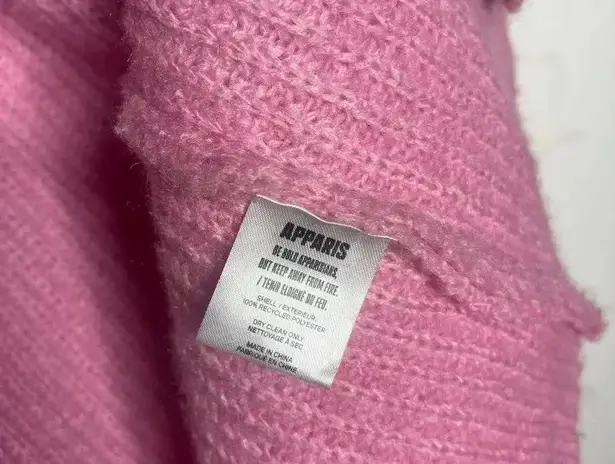 APPARIS
BE BOLD APPARISIANS,
BUT KEEP AWAY FROM FIRE.
/ TENIR ÉLOIGNÉ DU FEU.
SHELL / EXTERIEUR:
100% RECYCLED POLYESTER
DRY CLEAN ONLY
NETTOYAGE À SEC
MADE IN CHINA
FABRIQUÉ EN CHINE